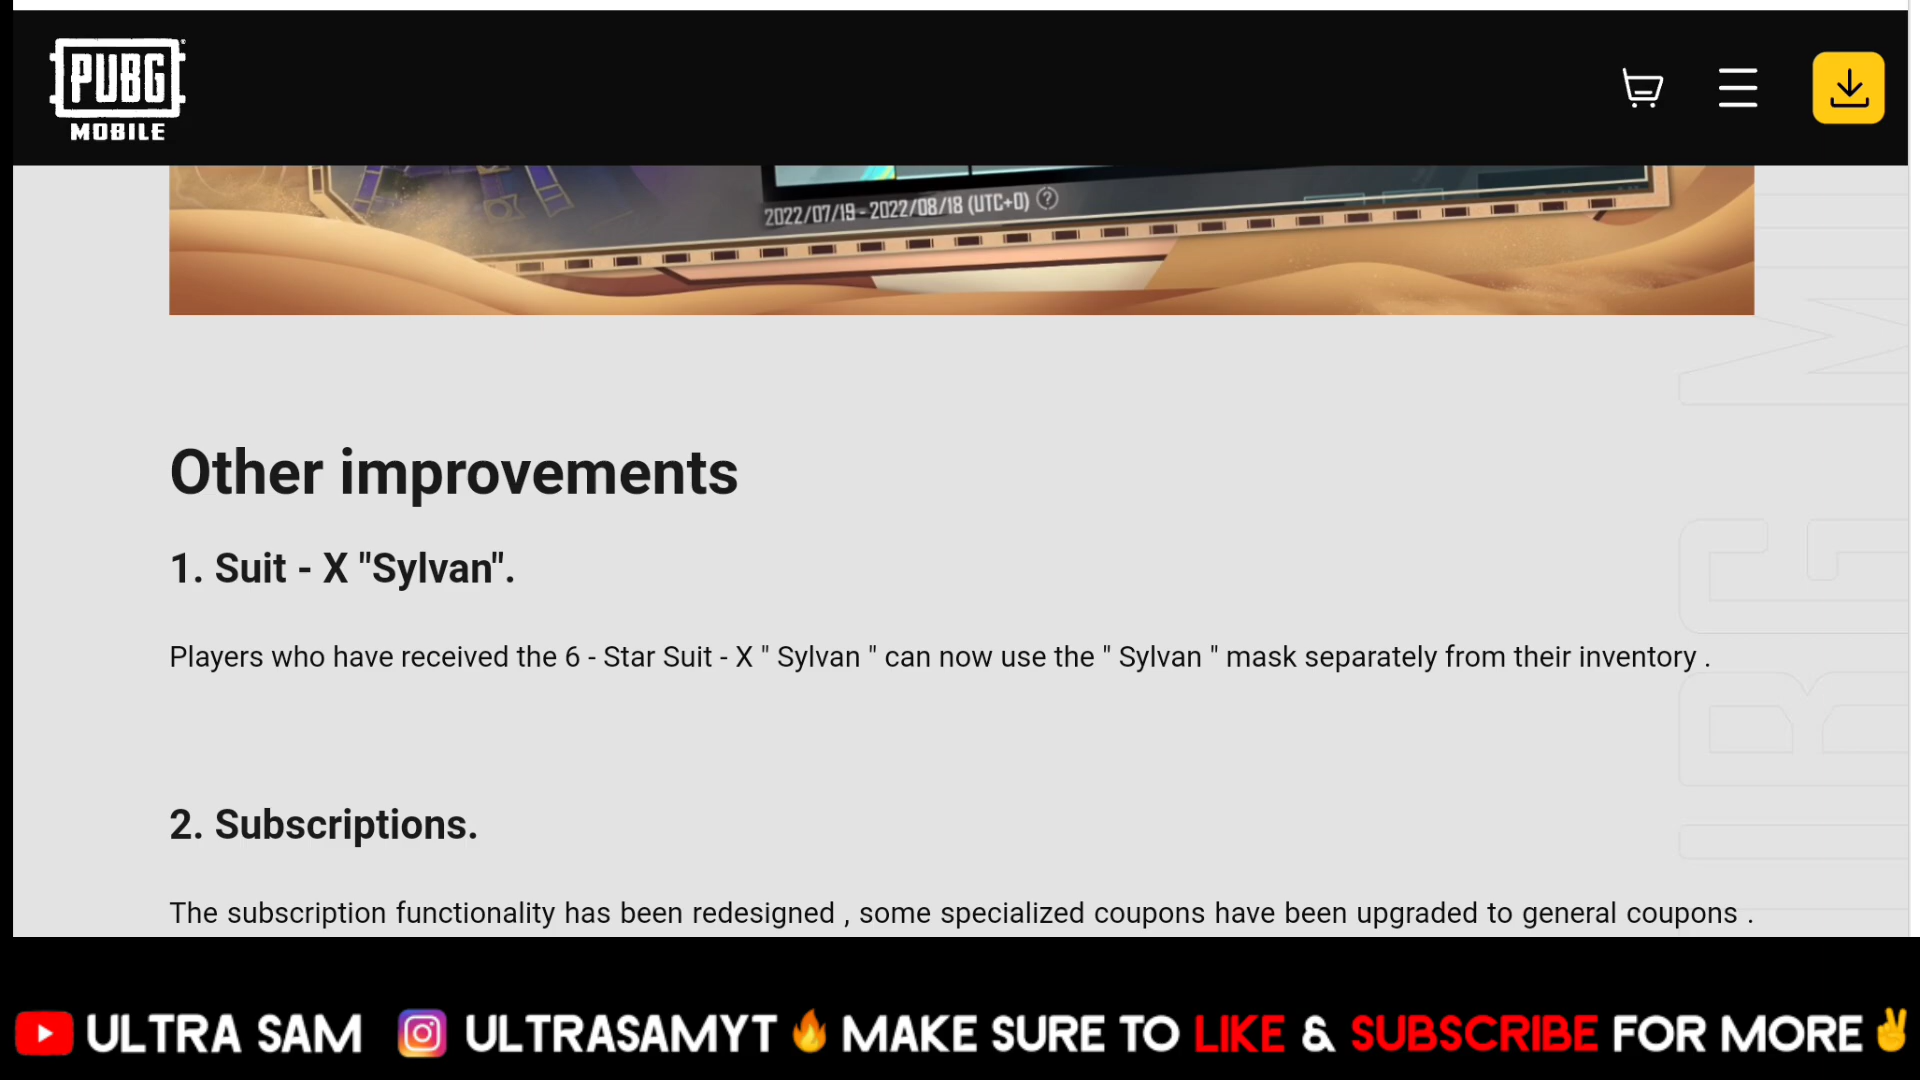 PUBG
MOBILE
2022/07/19 - 2022/08/18 (UTC+0) ?
Other improvements
1. Suit - X "Sylvan".
Players who have received the 6 - Star Suit - X " Sylvan " can now use the " Sylvan " mask separately from their inventory .
2. Subscriptions.
The subscription functionality has been redesigned , some specialized coupons have been upgraded to general coupons .
ULTRA SAM ULTRASAMYT 🔥 MAKE SURE TO LIKE & SUBSCRIBE FOR MORE ✌